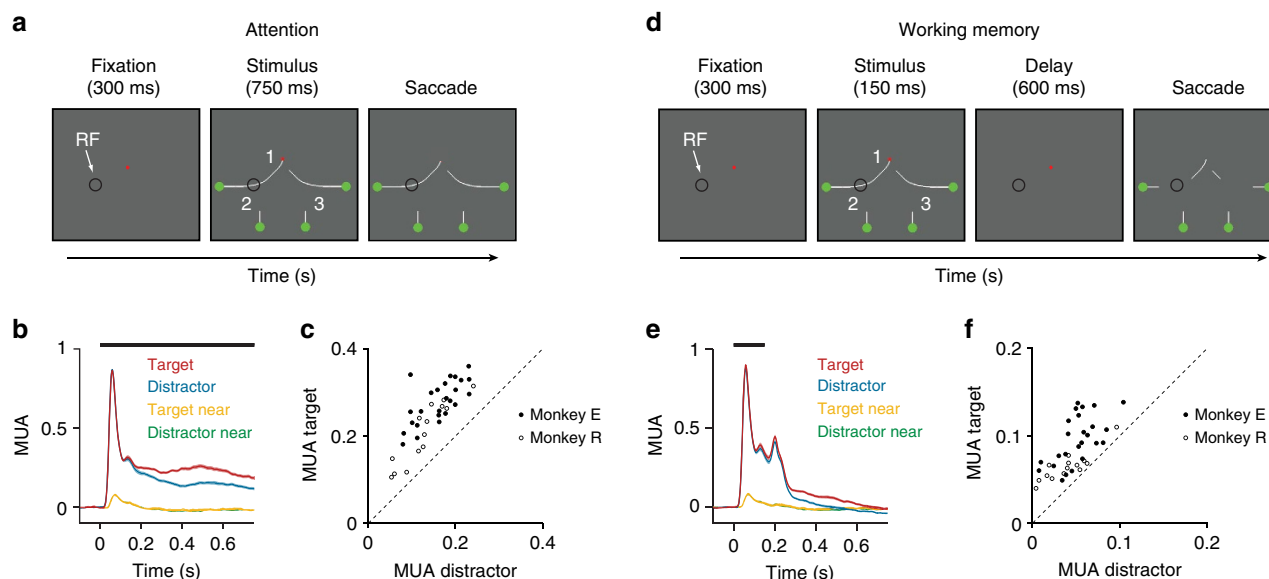 a
Attention
Fixation
(300 ms)
Stimulus
(750 ms)
Saccade
RF
1
2
3
Time (s)
b
1
0.5
0
MUA
Target
Distractor
Target near
Distractor near
0 0.2 0.4 0.6
Time (s)
c
0.4
0.2
0
MUA target
Monkey E
Monkey R
0 0.2 0.4
MUA distractor
d
Working memory
Fixation
(300 ms)
Stimulus
(150 ms)
Delay
(600 ms)
Saccade
RF
1
2
3
Time (s)
e
1
0.5
0
MUA
Target
Distractor
Target near
Distractor near
0 0.2 0.4 0.6
Time (s)
f
0.2
0.1
0
MUA target
Monkey E
Monkey R
0 0.1 0.2
MUA distractor